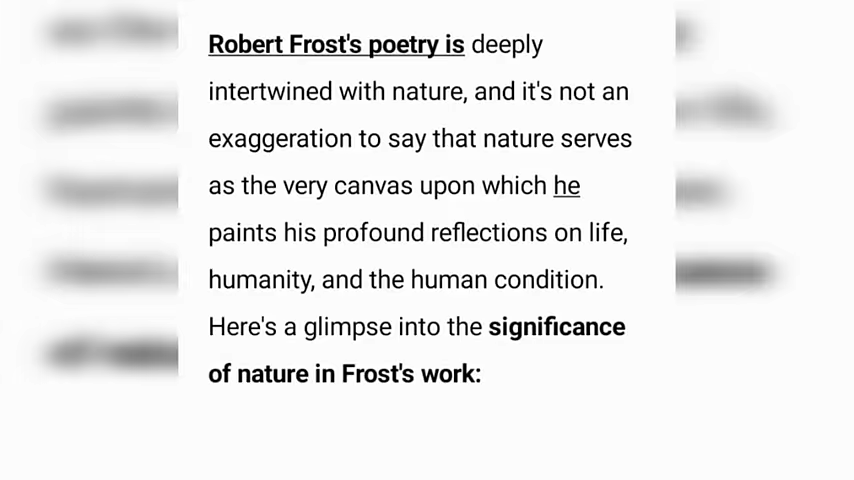 Robert Frost's poetry is deeply
intertwined with nature, and it's not an
exaggeration to say that nature serves
as the very canvas upon which he
paints his profound reflections on life,
humanity, and the human condition.
Here's a glimpse into the significance
of nature in Frost's work: